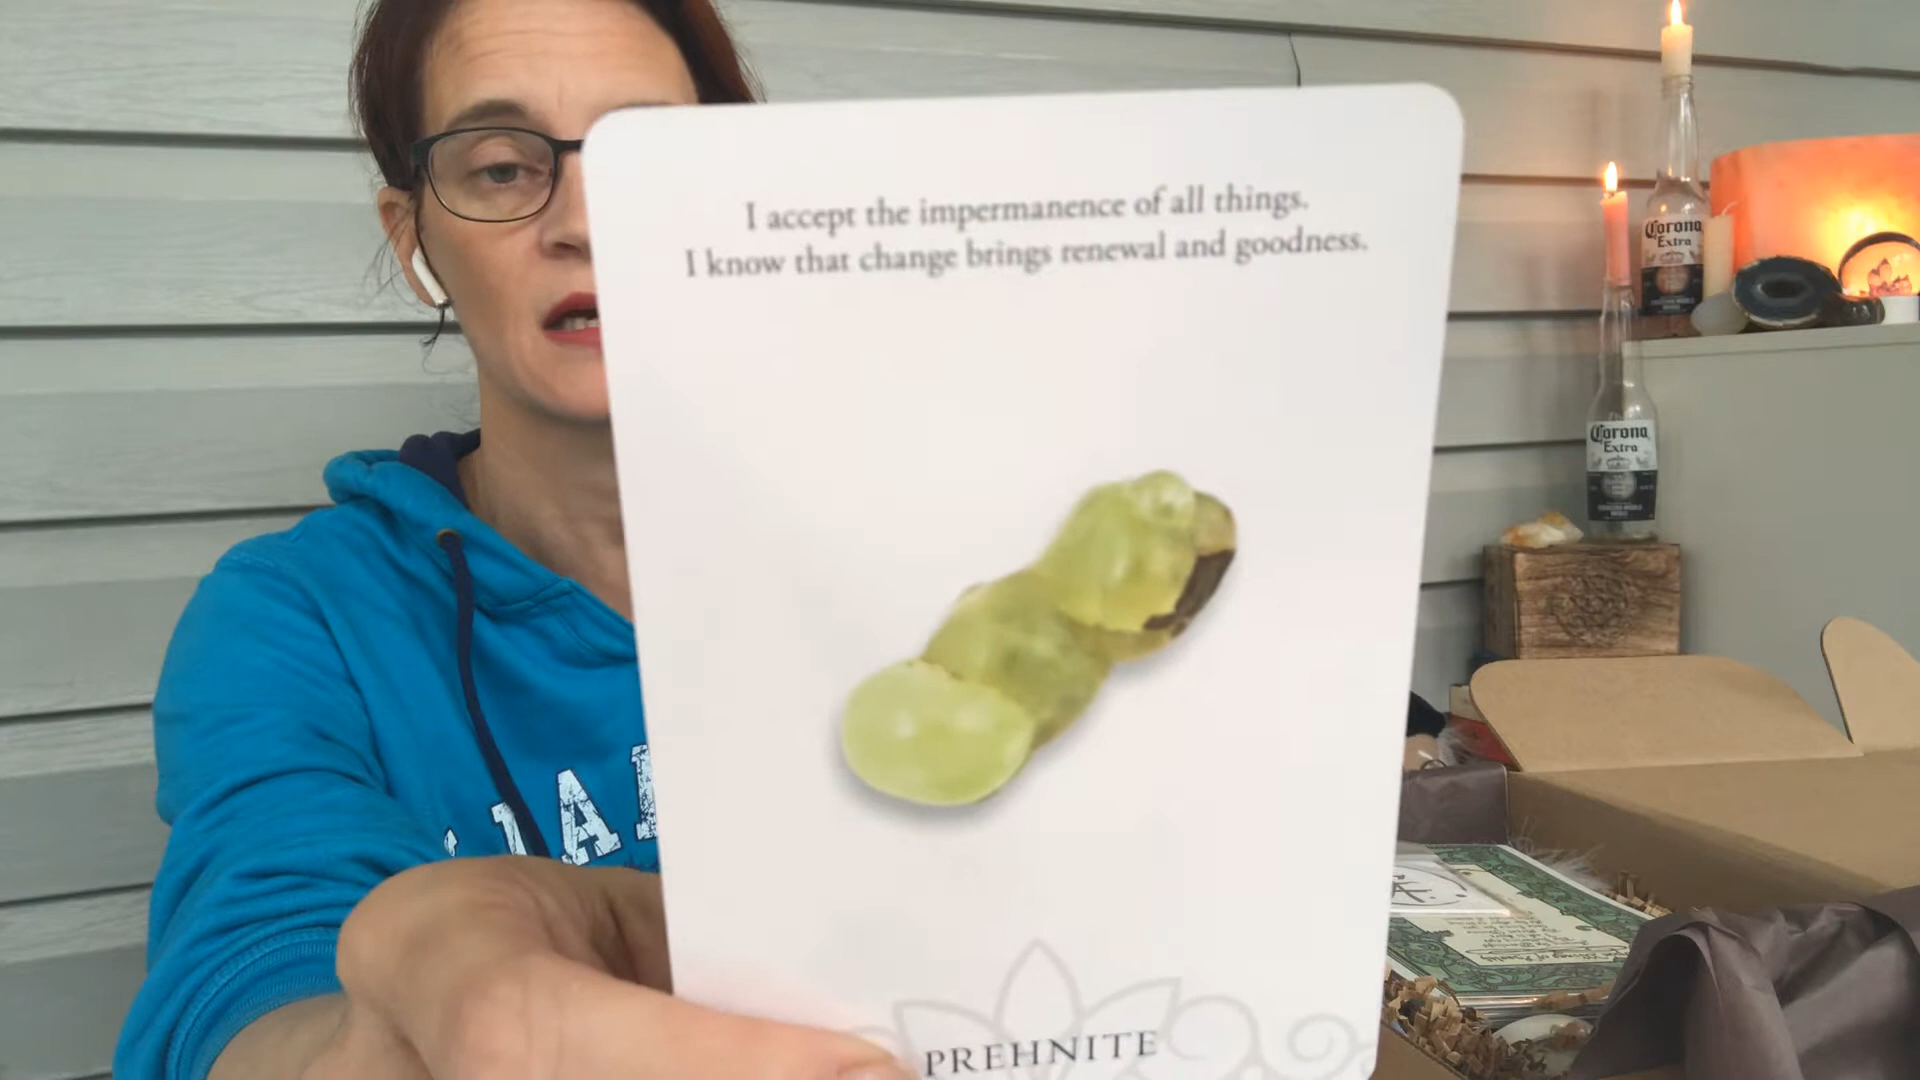 I accept the impermanence of all things.
I know that change brings renewal and goodness.
PREHNITE
Corona
Extra
Corona
Extra